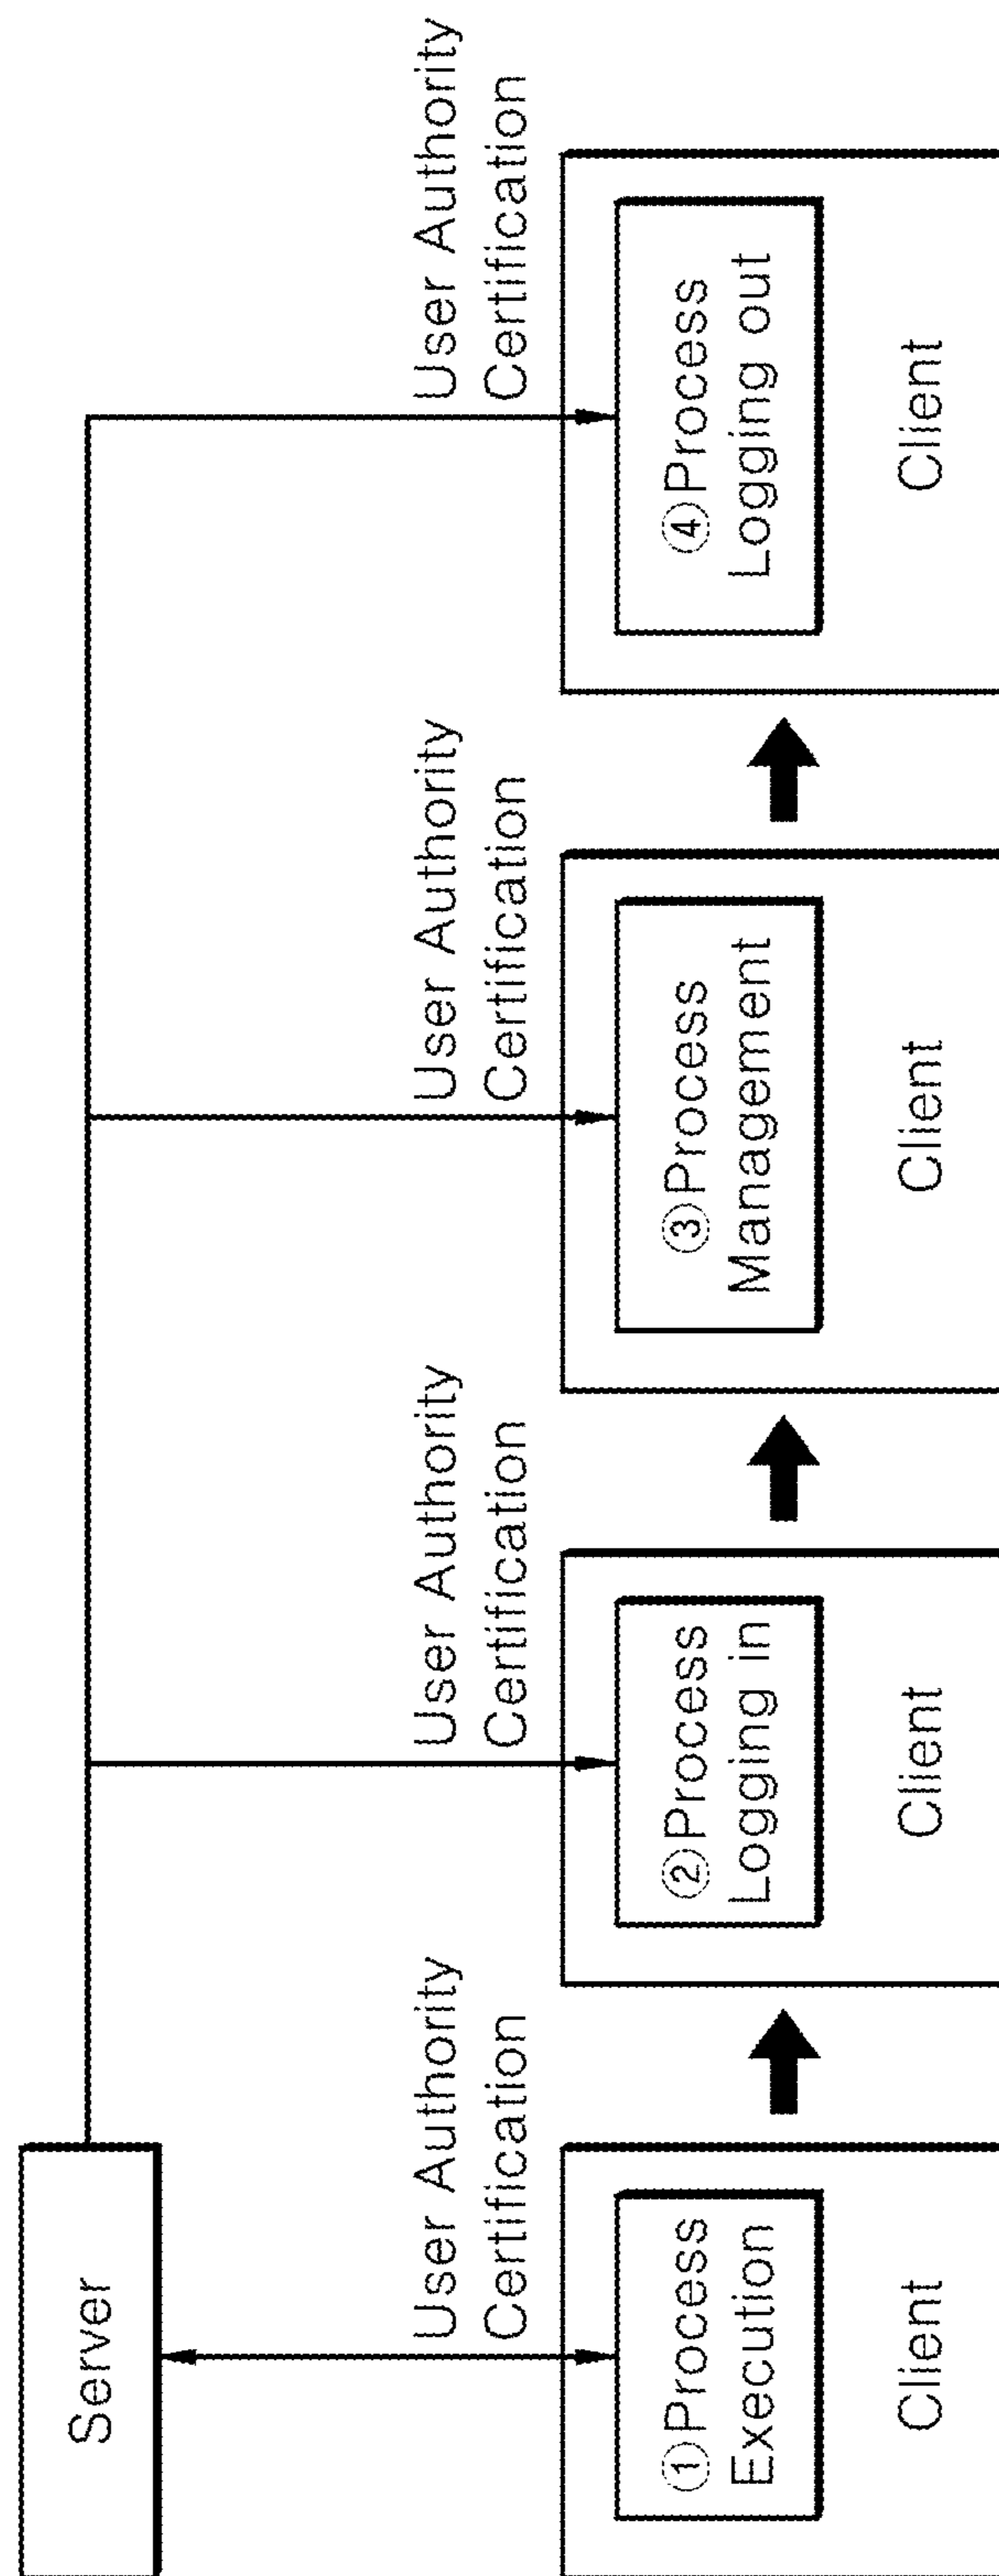 Server
User Authority
Certification
User Authority
Certification
User Authority
Certification
User Authority
Certification
①Process
Execution
Client
②Process
Logging in
Client
③Process
Management
Client
④Process
Logging out
Client